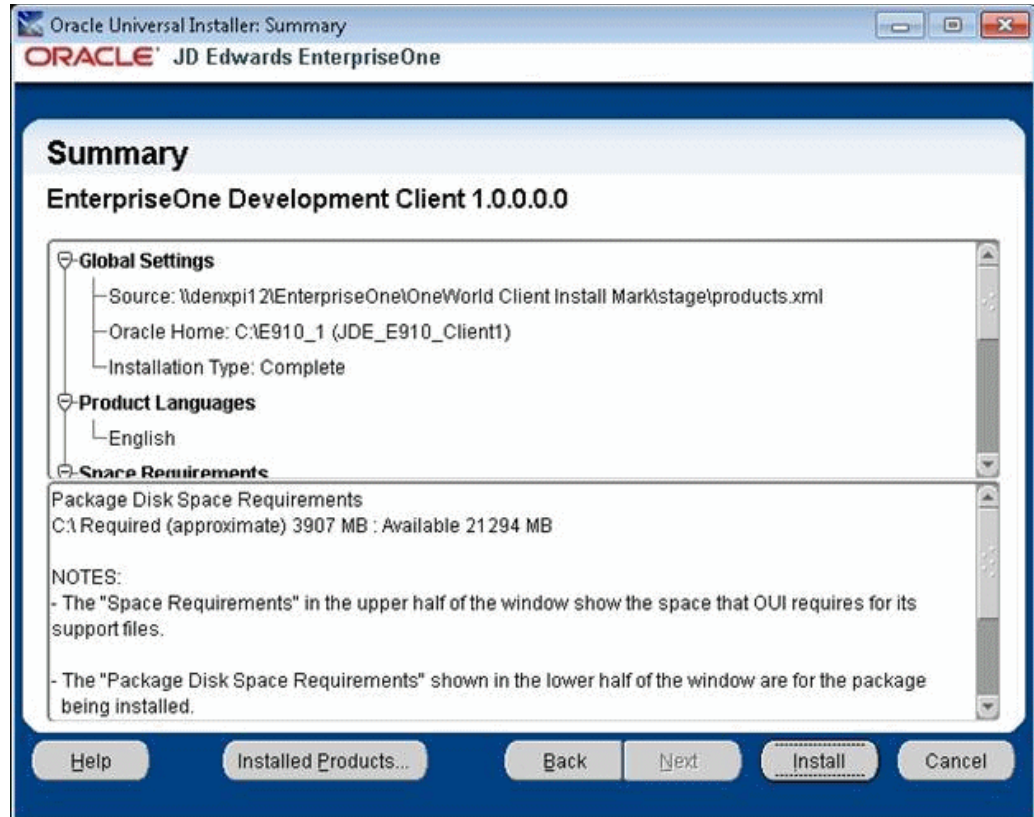 Oracle Universal Installer: Summary
ORACLE JD Edwards EnterpriseOne
Summary
EnterpriseOne Development Client 1.0.0.0.0
Global Settings
Source: \\denxpi12\EnterpriseOne\OneWorld Client Install Mark\stage\products.xml
Oracle Home: C:\E910_1 (JDE_E910_Client1)
Installation Type: Complete
Product Languages
English
Space Requirements
Package Disk Space Requirements
C:\ Required (approximate) 3907 MB : Available 21294 MB
NOTES:
- The "Space Requirements" in the upper half of the window show the space that OUI requires for its
support files.
- The "Package Disk Space Requirements" shown in the lower half of the window are for the package
being installed.
Help Installed Products... Back Next Install Cancel